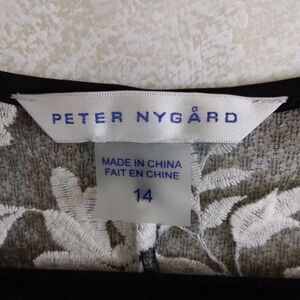 PETER NYGÅRD
MADE IN CHINA
FAIT EN CHINE
14